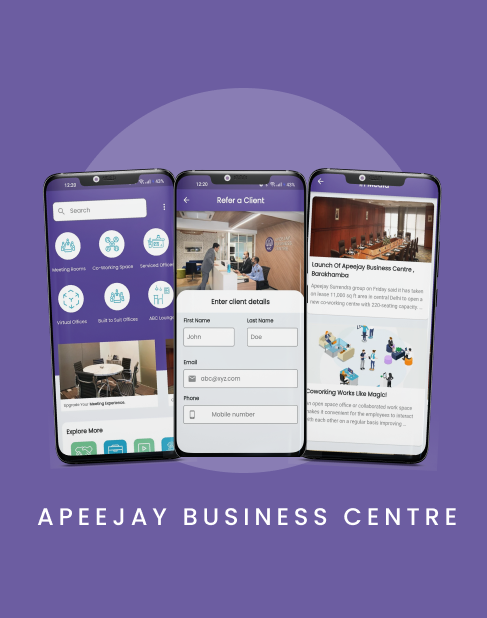 12:20
43%
Search
Meeting Rooms
Co-Working Space
Serviced Offices
Virtual Offices
Built to Suit Offices
ABC Lounge
Upgrade Your Meeting Experience.
Explore More
12:20
43%
Refer a Client
Enter client details
First Name
Last Name
John
Doe
Email
abc@xyz.com
Phone
Mobile number
Launch Of Apeejay Business Centre ,
Barakhamba
Apeejay Surrendra group on Friday said it has taken
on lease 11,000 sq ft area in central Delhi to open a
new co-working centre with 220-seating capacity ...
Coworking Works Like Magic!
open space office or collaborated work space
makes it convenient for the employees to interact
with each other on a regular basis improving ...
APEEJAY BUSINESS CENTRE